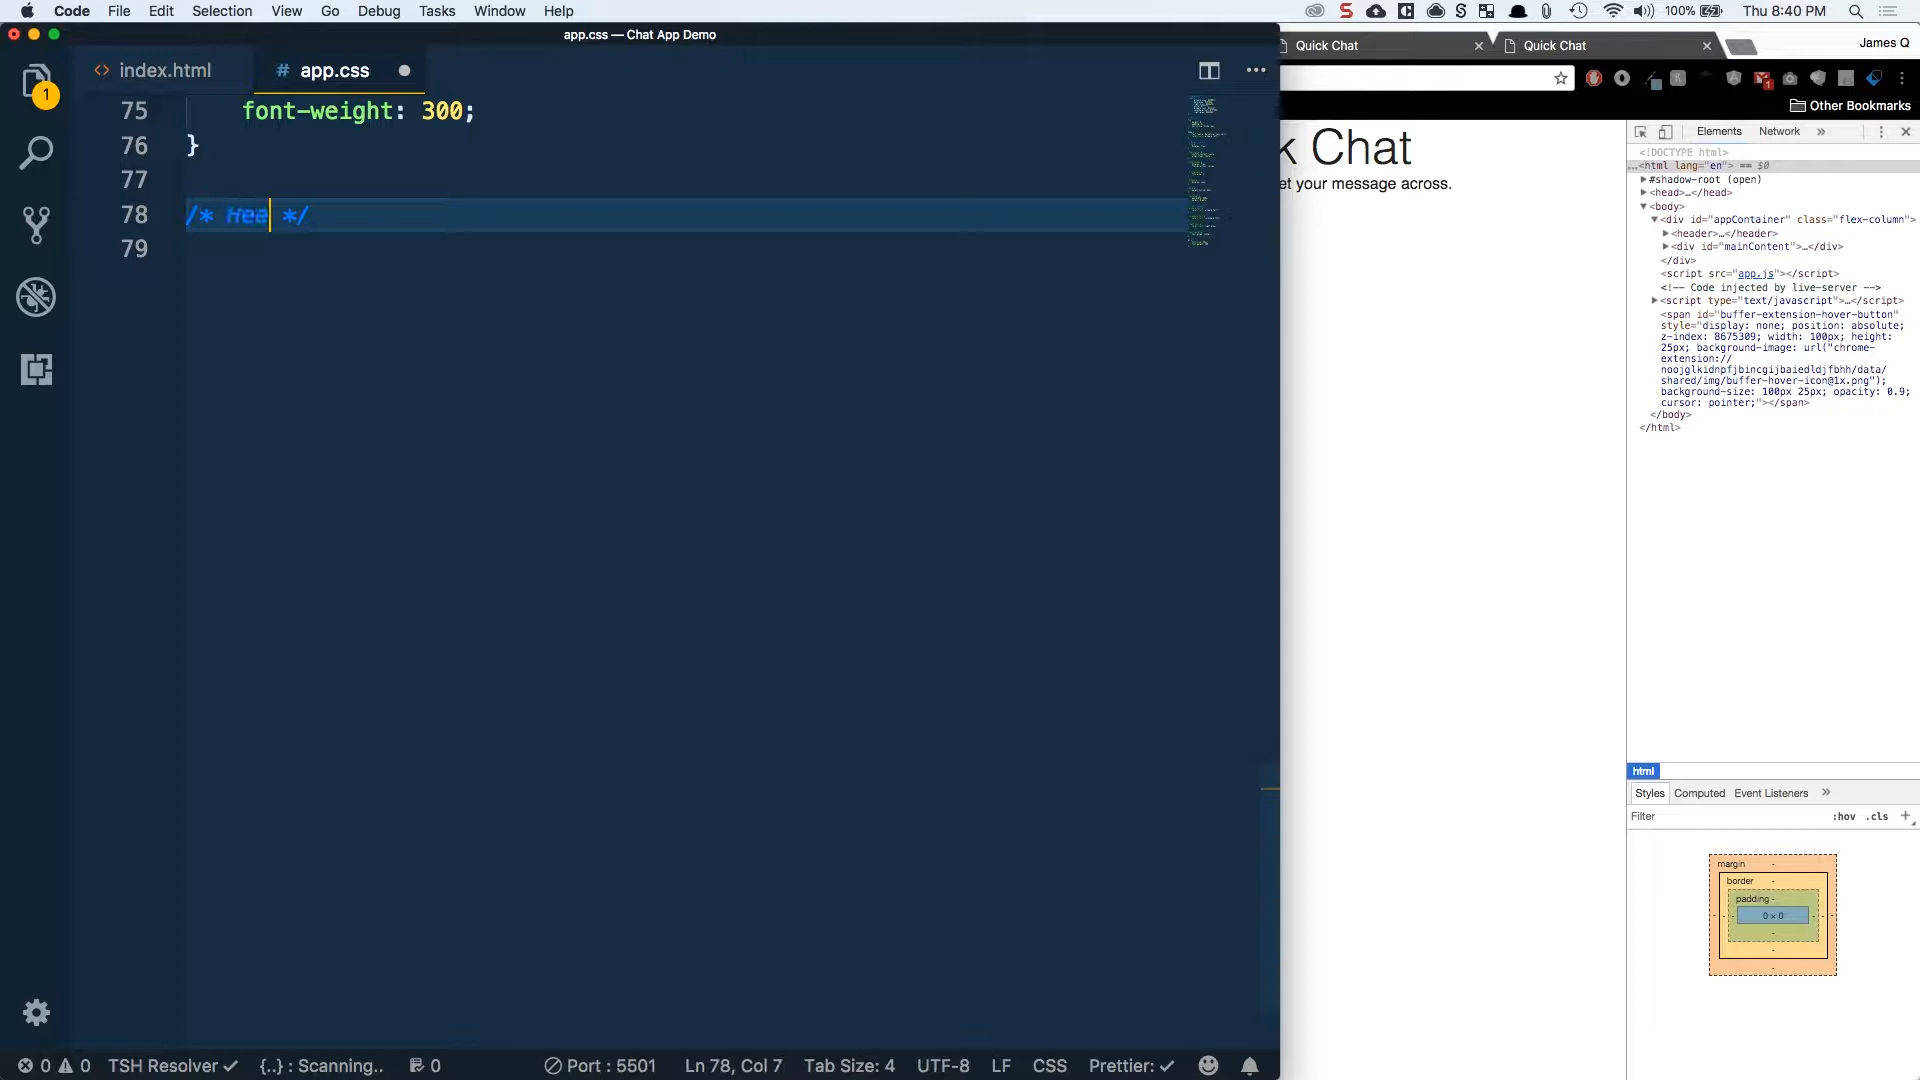 Code File Edit Selection View Go Debug Tasks Window Help
100% Thu 8:40 PM
app.css — Chat App Demo
index.html
# app.css
1
75 font-weight: 300;
76 }
77
78 /* Hea */
79
0 0 TSH Resolver {..} : Scanning.. 0
Port : 5501 Ln 78, Col 7 Tab Size: 4 UTF-8 LF CSS Prettier:
Quick Chat
Quick Chat
James Q
Other Bookmarks
k Chat
et your message across.
Elements Network »
<!DOCTYPE html>
…<html lang="en"> == $0
#shadow-root (open)
<head>…</head>
<body>
<div id="appContainer" class="flex-column">
<header>…</header>
<div id="mainContent">…</div>
</div>
<script src="app.js"></script>
<!-- Code injected by live-server -->
<script type="text/javascript">…</script>
<span id="buffer-extension-hover-button"
style="display: none; position: absolute;
z-index: 8675309; width: 100px; height:
25px; background-image: url("chrome-
extension://
noojglkidnpfjbincgijbaiedldjfbhh/data/
shared/img/buffer-hover-icon@1x.png");
background-size: 100px 25px; opacity: 0.9;
cursor: pointer;"></span>
</body>
</html>
html
Styles Computed Event Listeners »
Filter :hov .cls +
margin -
border -
padding -
0 × 0